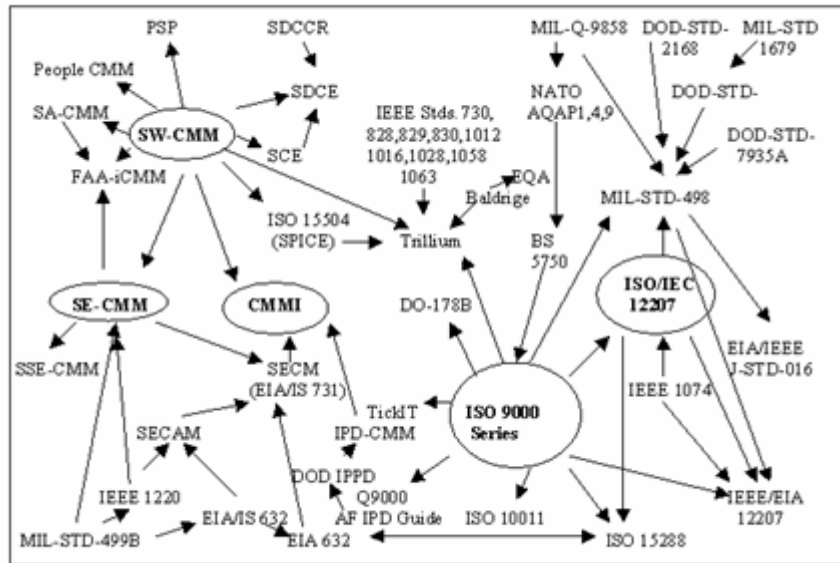 PSP
SDCCR
MIL-Q-9858
DOD-STD-
2168
MIL-STD
1679
People CMM
SDCE
NATO
AQAP1,4,9
DOD-STD-
SA-CMM
SW-CMM
IEEE Stds. 730,
828,829,830,1012
1016,1028,1058
1063
SCE
DOD-STD-
7935A
FAA-iCMM
EQA
Baldrige
MIL-STD-498
ISO 15504
(SPICE)
Trillium
BS
5750
SE-CMM
CMMI
DO-178B
ISO/IEC
12207
SSE-CMM
SECM
(EIA/IS 731)
EIA/IEEE
J-STD-016
IEEE 1074
TickIT
ISO 9000
Series
SECAM
IPD-CMM
DOD IPPD
IEEE 1220
Q9000
IEEE/EIA
12207
EIA/IS 632
AF IPD Guide
ISO 10011
MIL-STD-499B
EIA 632
ISO 15288